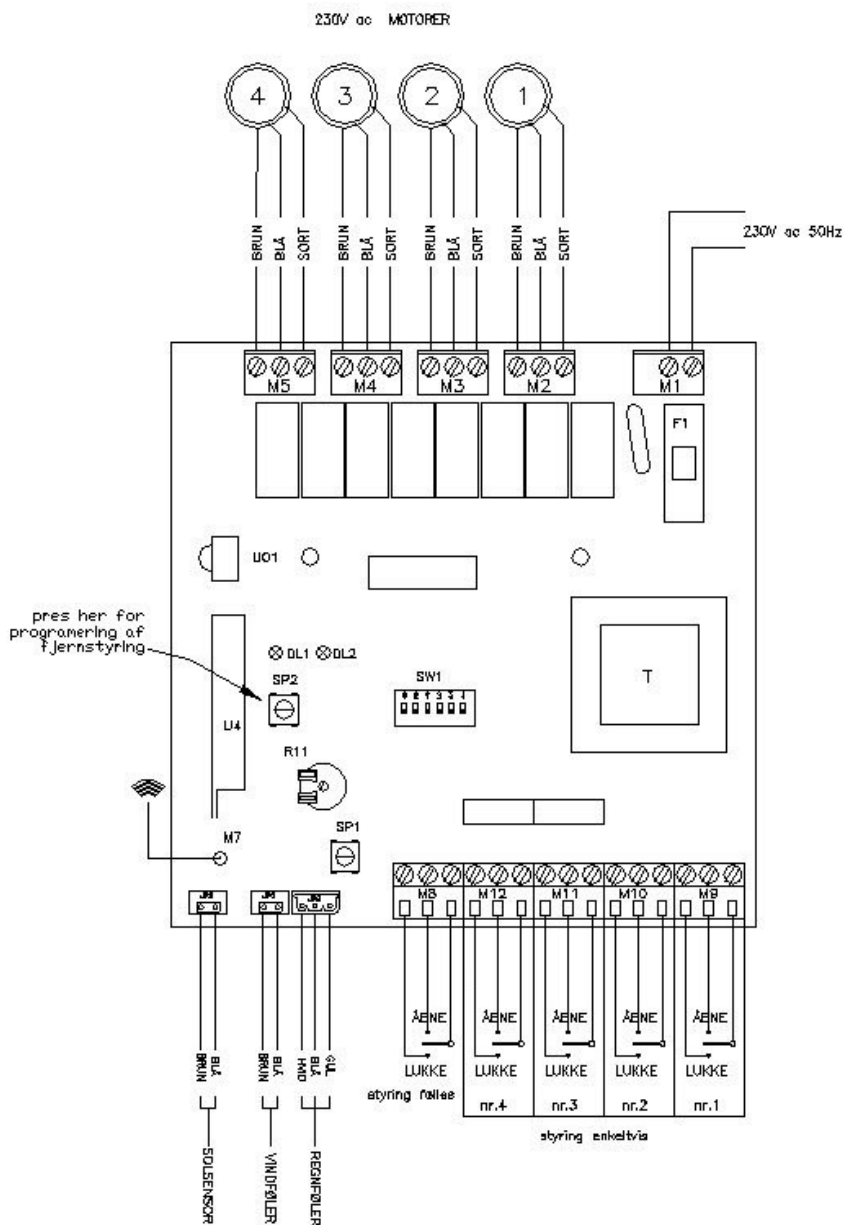 230V ac MOTORER
4 3 2 1
BRUN BLÅ SORT BRUN BLÅ SORT BRUN BLÅ SORT BRUN BLÅ SORT
230V ac 50Hz
M5 M4 M3 M2 M1
F1
UO1
pres her for
programering af
fjernstyring
DL1 DL2
SP2
SW1
T
U4
R11
M7
SP1
M8 M12 M11 M10 M9
ÅBNE ÅBNE ÅBNE ÅBNE ÅBNE
LUKKE LUKKE LUKKE LUKKE LUKKE
BRUN BLÅ BRUN BLÅ HVID BLÅ GUL
styring fælles
nr.4 nr.3 nr.2 nr.1
styring enkeltvis
SOLSENSOR VINDFØLER REGNFØLER